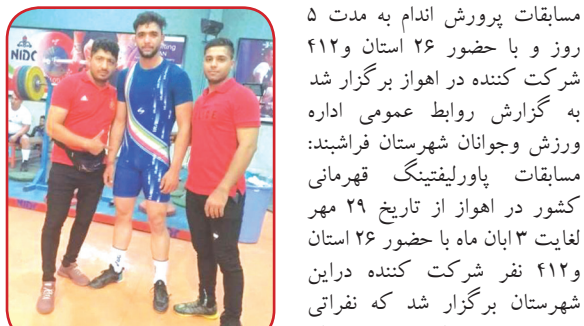 مسابقات پرورش اندام به مدت ۵
روز و با حضور ۲۶ استان و۴۱۲
شرکت کننده در اهواز برگزار شد
به گزارش روابط عمومی اداره
ورزش وجوانان شهرستان فراشبند:
مسابقات پاورلیفتینگ قهرمانی
کشور در اهواز از تاریخ ۲۹ مهر
لغایت ۳ ابان ماه با حضور ۲۶ استان
و۴۱۲ نفر شرکت کننده دراین
شهرستان برگزار شد که نفراتی
NIDC